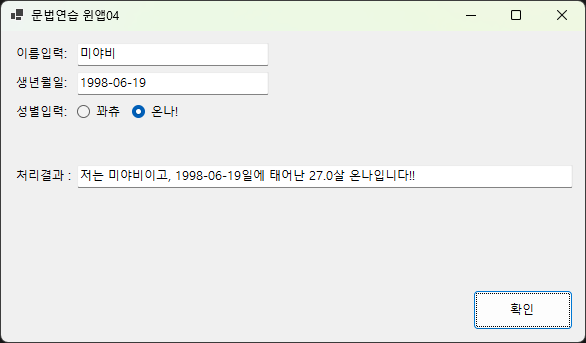 문법연습 윈앱04
이름입력: 미야비
생년월일: 1998-06-19
성별입력: 꽈츄 온나!
처리결과 : 저는 미야비이고, 1998-06-19일에 태어난 27.0살 온나입니다!!
확인